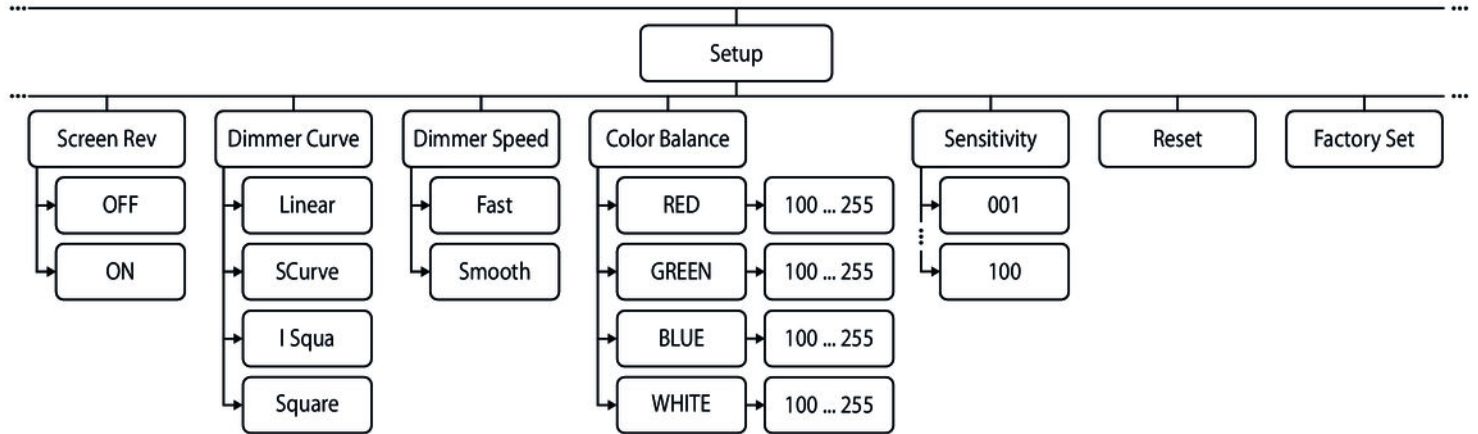 Setup
Screen Rev
Dimmer Curve
Dimmer Speed
Color Balance
Sensitivity
Reset
Factory Set
OFF
Linear
Fast
RED
100 ... 255
001
ON
SCurve
Smooth
GREEN
100 ... 255
100
I Squa
BLUE
100 ... 255
Square
WHITE
100 ... 255